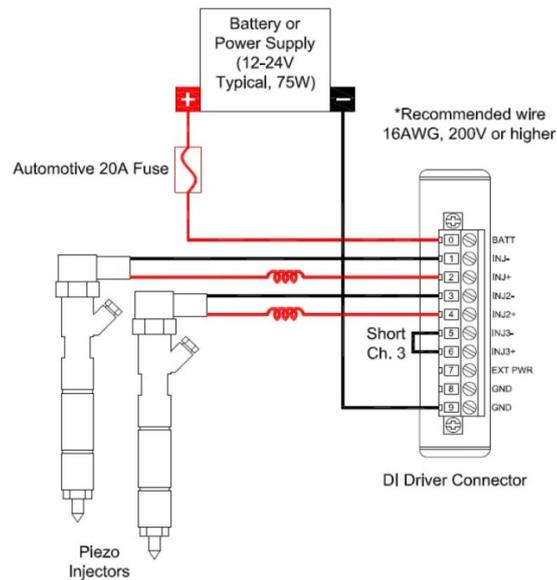 Battery or
Power Supply
(12-24V
Typical, 75W)
+
−
*Recommended wire
16AWG, 200V or higher
Automotive 20A Fuse
0 BATT
1 INJ-
2 INJ+
3 INJ2-
4 INJ2+
Short
Ch. 3
5 INJ3-
6 INJ3+
7 EXT PWR
8 GND
9 GND
DI Driver Connector
Piezo
Injectors